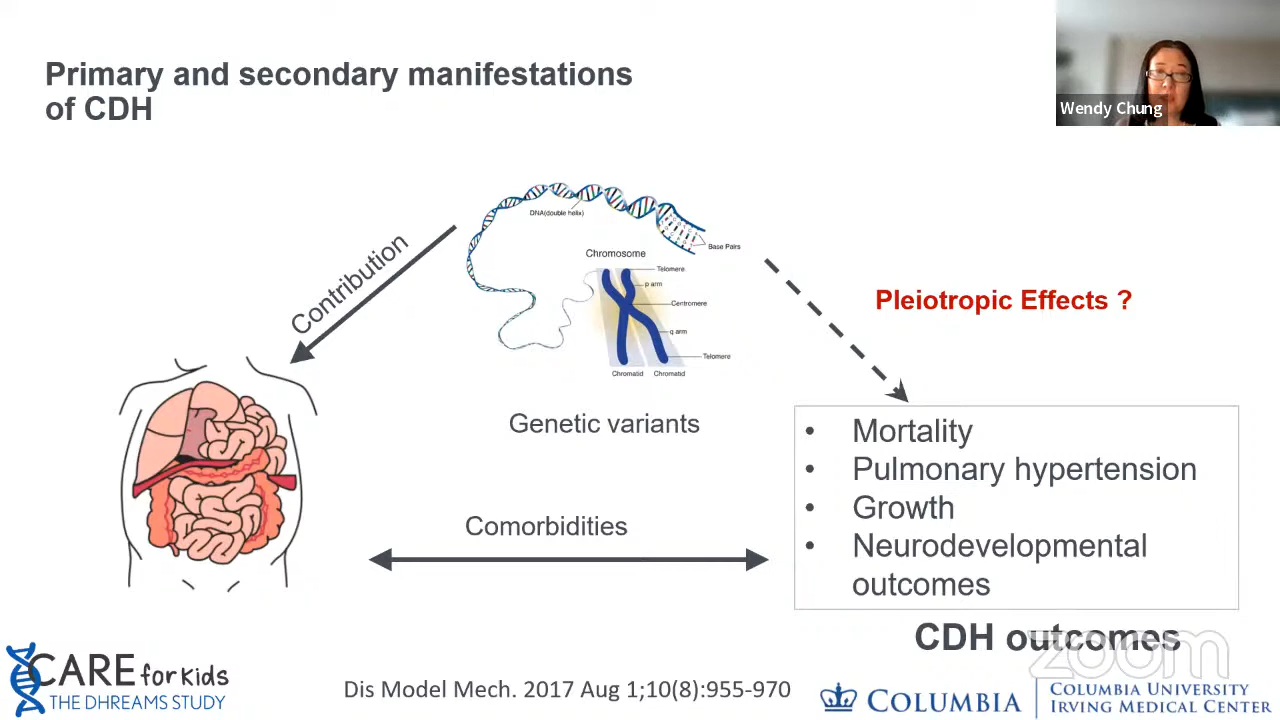 Primary and secondary manifestations
of CDH
Wendy Chung
DNA(double helix)
Base Pairs
Chromosome
Telomere
p arm
Centromere
q arm
Telomere
Chromatid Chromatid
Contribution
Pleiotropic Effects ?
Genetic variants
Comorbidities
• Mortality
• Pulmonary hypertension
• Growth
• Neurodevelopmental
outcomes
CDH outcomes
zoom
CARE for Kids
THE DHREAMS STUDY
Dis Model Mech. 2017 Aug 1;10(8):955-970
COLUMBIA
COLUMBIA UNIVERSITY
IRVING MEDICAL CENTER